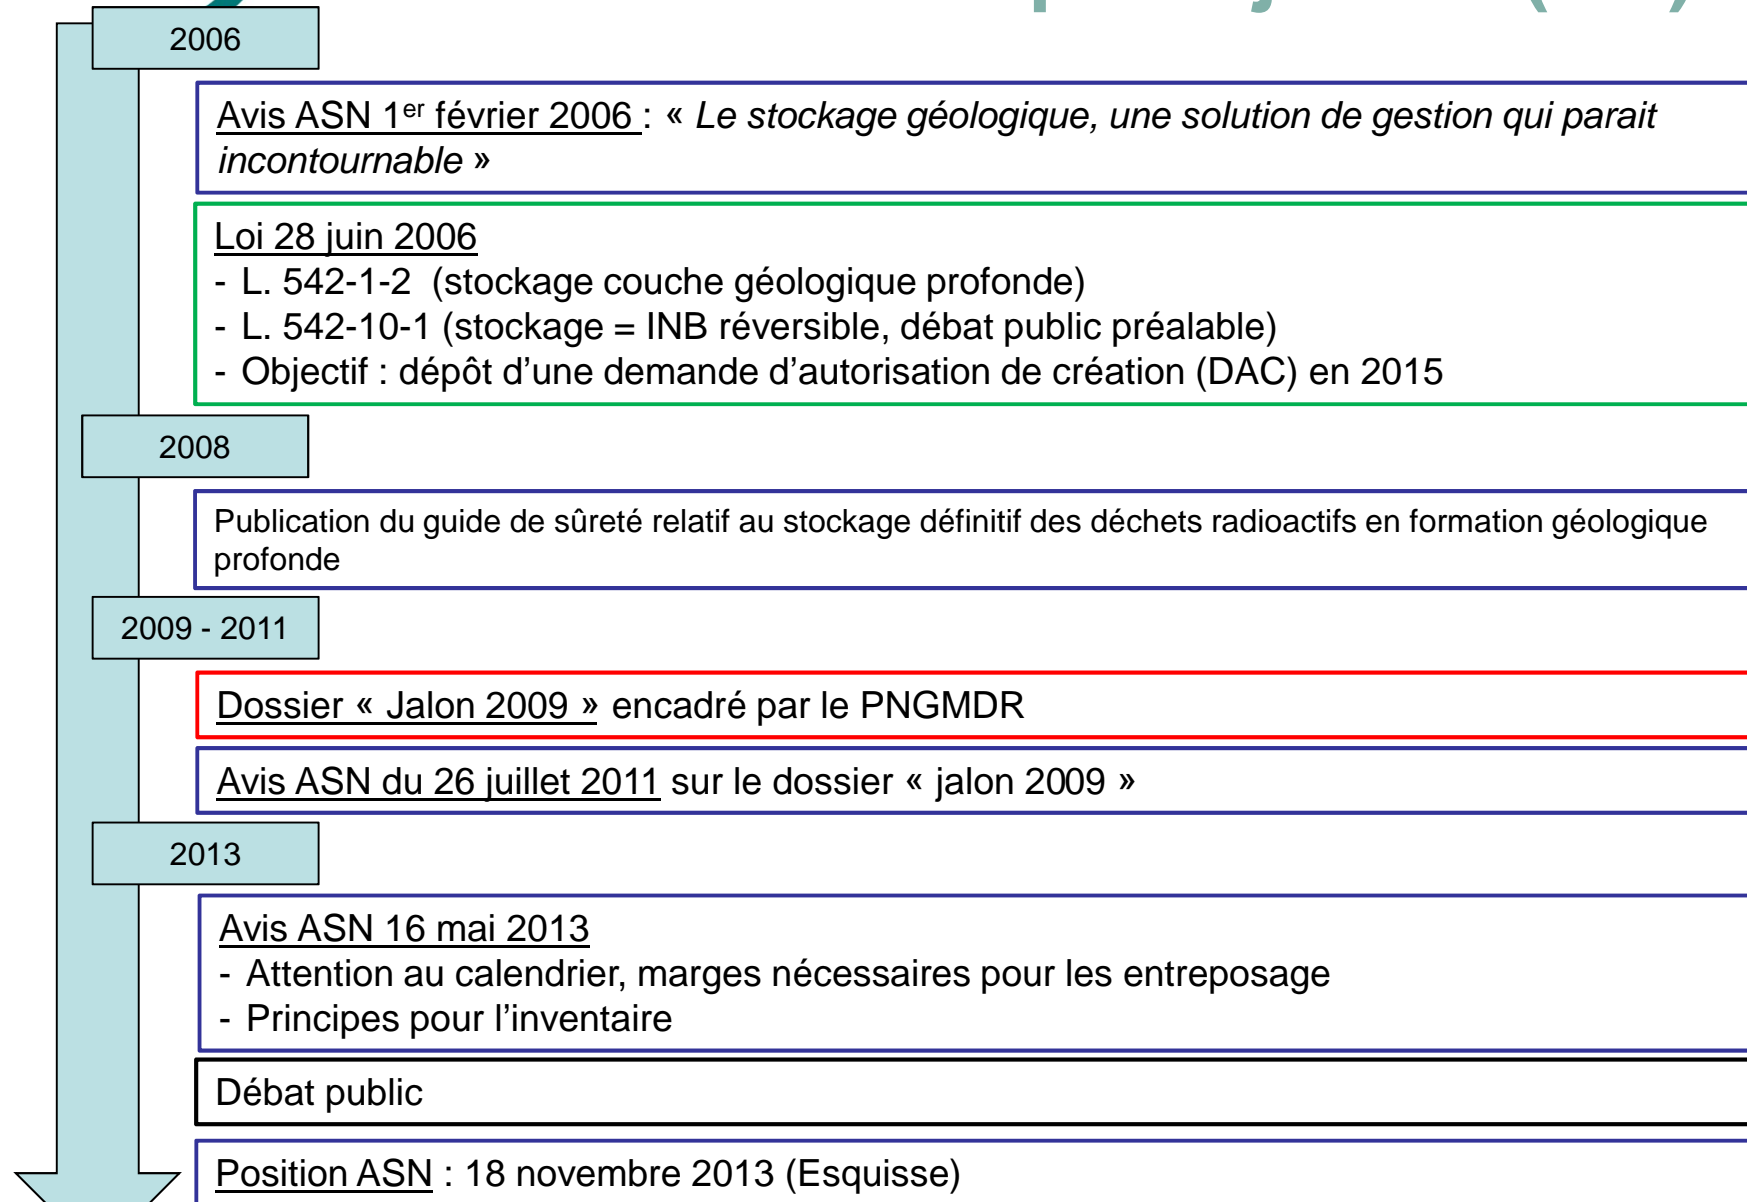 2006
Avis ASN 1er février 2006 : « Le stockage géologique, une solution de gestion qui parait
incontournable »
Loi 28 juin 2006
- L. 542-1-2 (stockage couche géologique profonde)
- L. 542-10-1 (stockage = INB réversible, débat public préalable)
- Objectif : dépôt d’une demande d’autorisation de création (DAC) en 2015
2008
Publication du guide de sûreté relatif au stockage définitif des déchets radioactifs en formation géologique
profonde
2009 - 2011
Dossier « Jalon 2009 » encadré par le PNGMDR
Avis ASN du 26 juillet 2011 sur le dossier « jalon 2009 »
2013
Avis ASN 16 mai 2013
- Attention au calendrier, marges nécessaires pour les entreposage
- Principes pour l’inventaire
Débat public
Position ASN : 18 novembre 2013 (Esquisse)